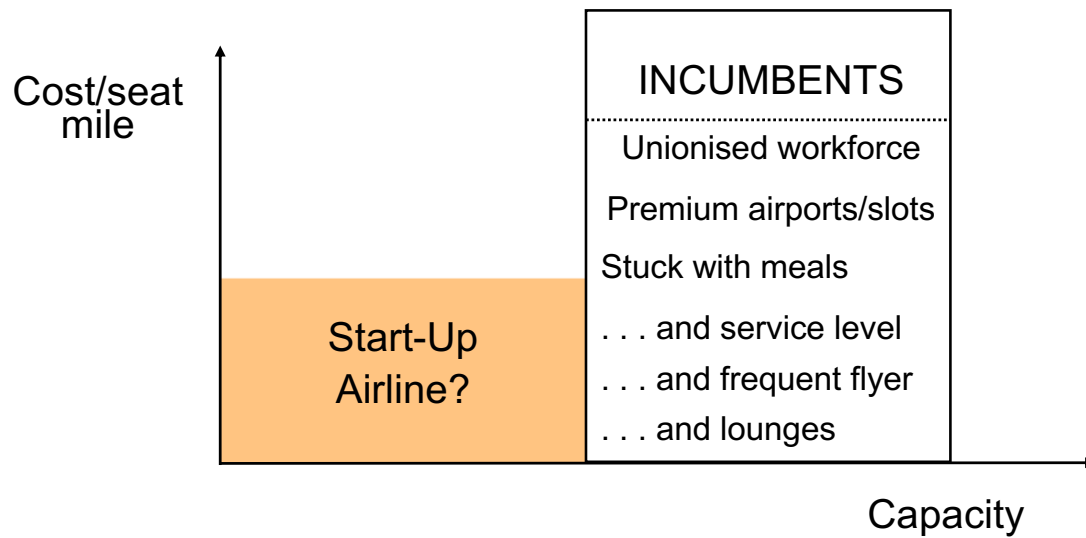 Cost/seat
mile
INCUMBENTS
Unionised workforce
Premium airports/slots
Stuck with meals
. . . and service level
. . . and frequent flyer
. . . and lounges
Start-Up
Airline?
Capacity